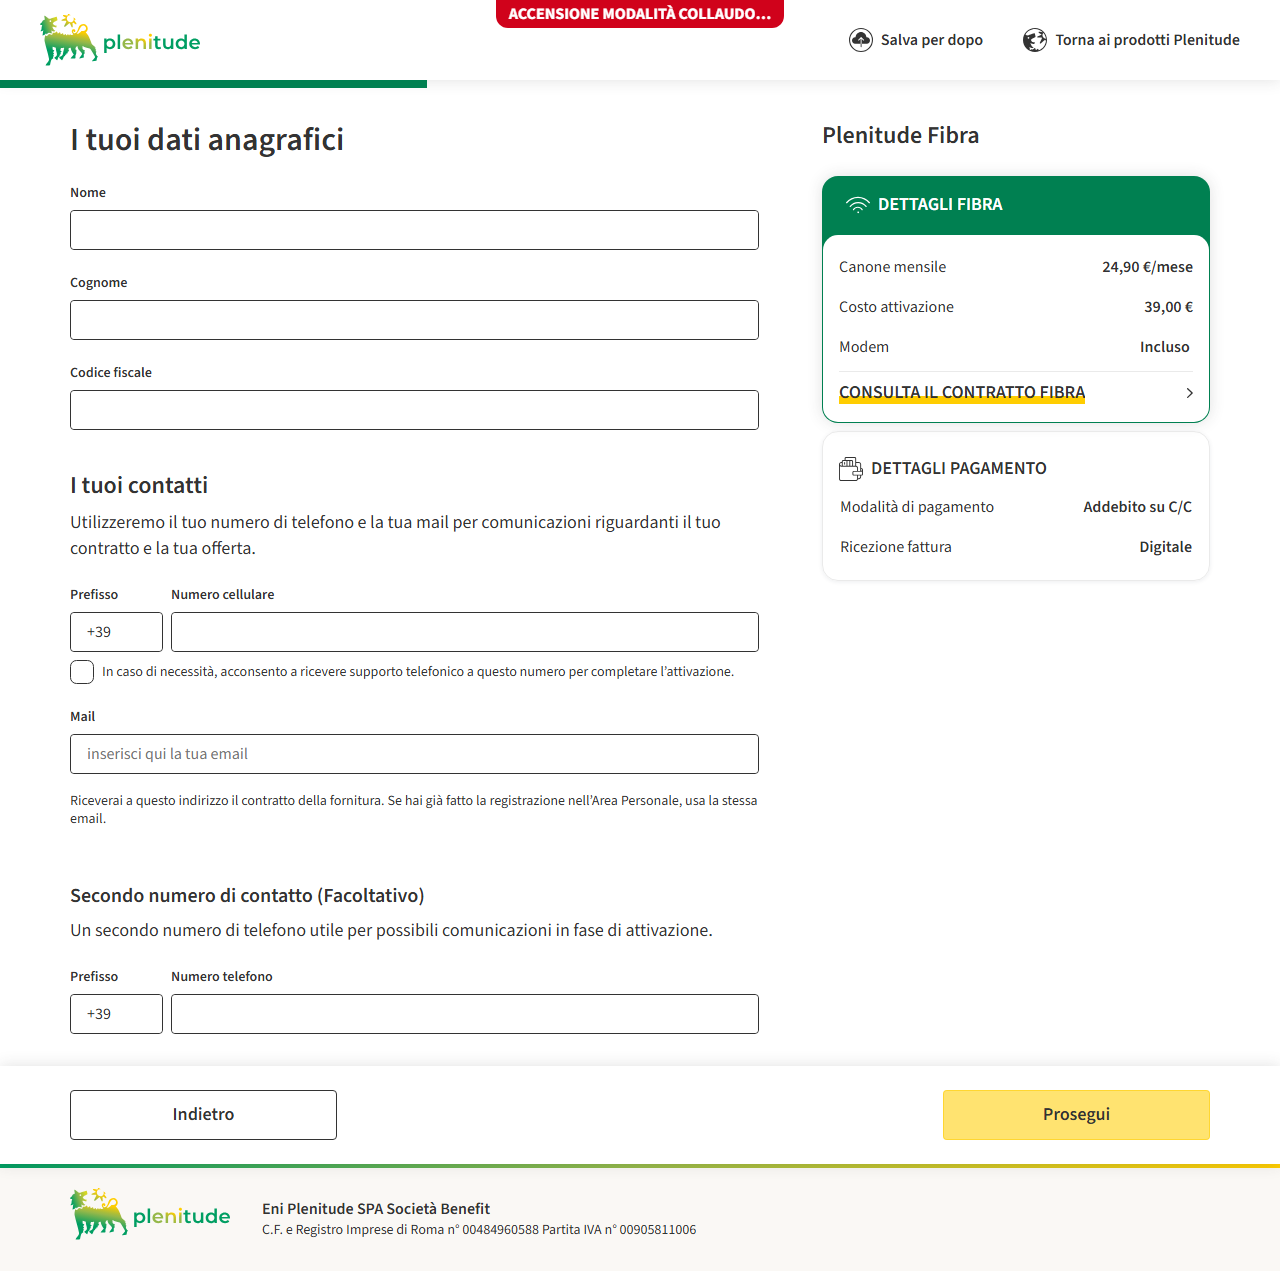 ACCENSIONE MODALITÀ COLLAUDO...
plenitude
Salva per dopo
Torna ai prodotti Plenitude
I tuoi dati anagrafici
Nome
Cognome
Codice fiscale
I tuoi contatti
Utilizzeremo il tuo numero di telefono e la tua mail per comunicazioni riguardanti il tuo
contratto e la tua offerta.
Prefisso
Numero cellulare
+39
In caso di necessità, acconsento a ricevere supporto telefonico a questo numero per completare l'attivazione.
Mail
inserisci qui la tua email
Riceverai a questo indirizzo il contratto della fornitura. Se hai già fatto la registrazione nell'Area Personale, usa la stessa
email.
Secondo numero di contatto (Facoltativo)
Un secondo numero di telefono utile per possibili comunicazioni in fase di attivazione.
Prefisso
Numero telefono
+39
Plenitude Fibra
DETTAGLI FIBRA
Canone mensile 24,90 €/mese
Costo attivazione 39,00 €
Modem Incluso
CONSULTA IL CONTRATTO FIBRA
DETTAGLI PAGAMENTO
Modalità di pagamento Addebito su C/C
Ricezione fattura Digitale
Indietro
Prosegui
plenitude
Eni Plenitude SPA Società Benefit
C.F. e Registro Imprese di Roma n° 00484960588 Partita IVA n° 00905811006